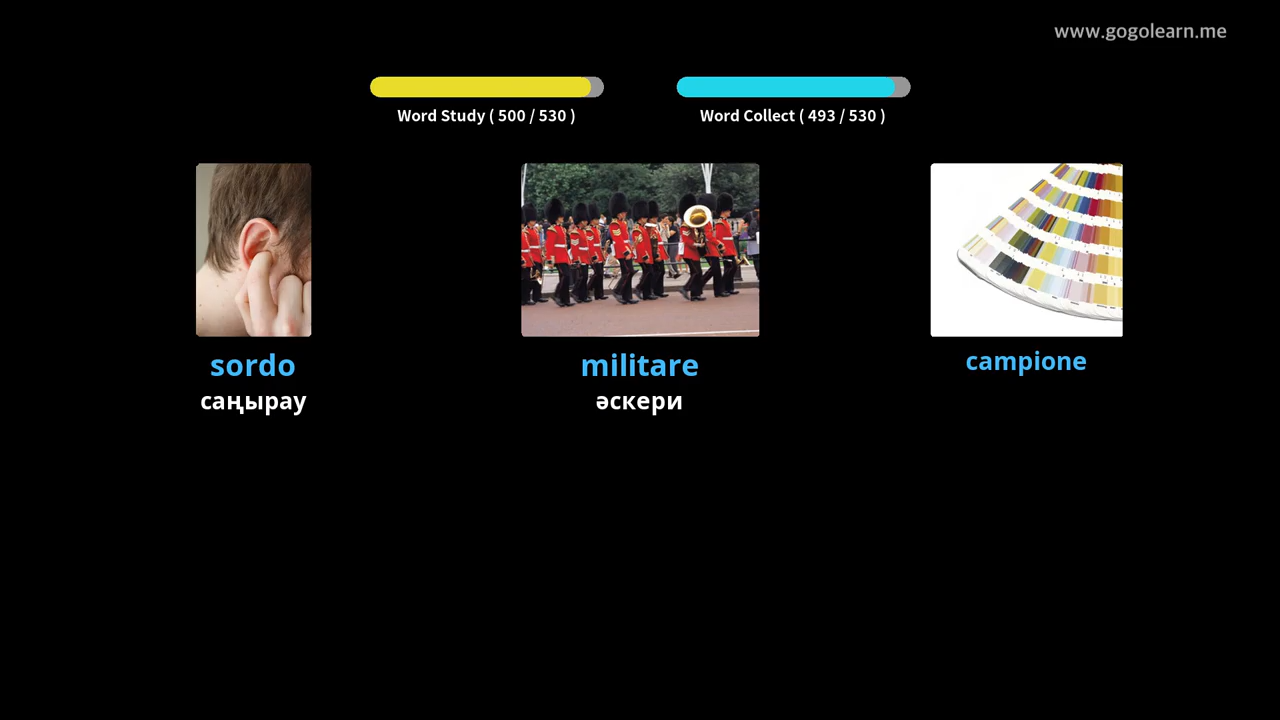 www.gogolearn.me
Word Study ( 500 / 530 )
Word Collect ( 493 / 530 )
sordo
militare
campione
саңырау
әскери